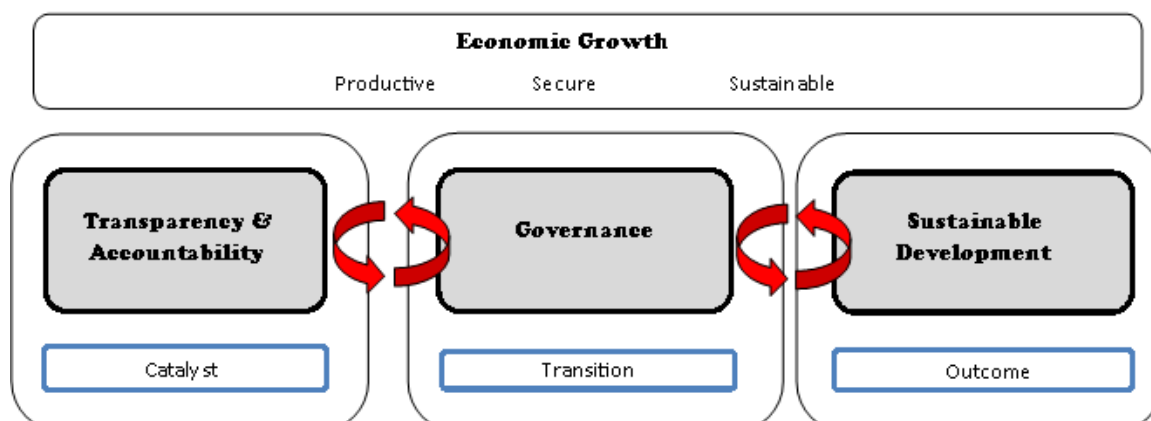 Economic Growth
Productive Secure Sustainable
Transparency &
Accountability
Governance
Sustainable
Development
Catalyst
Transition
Outcome